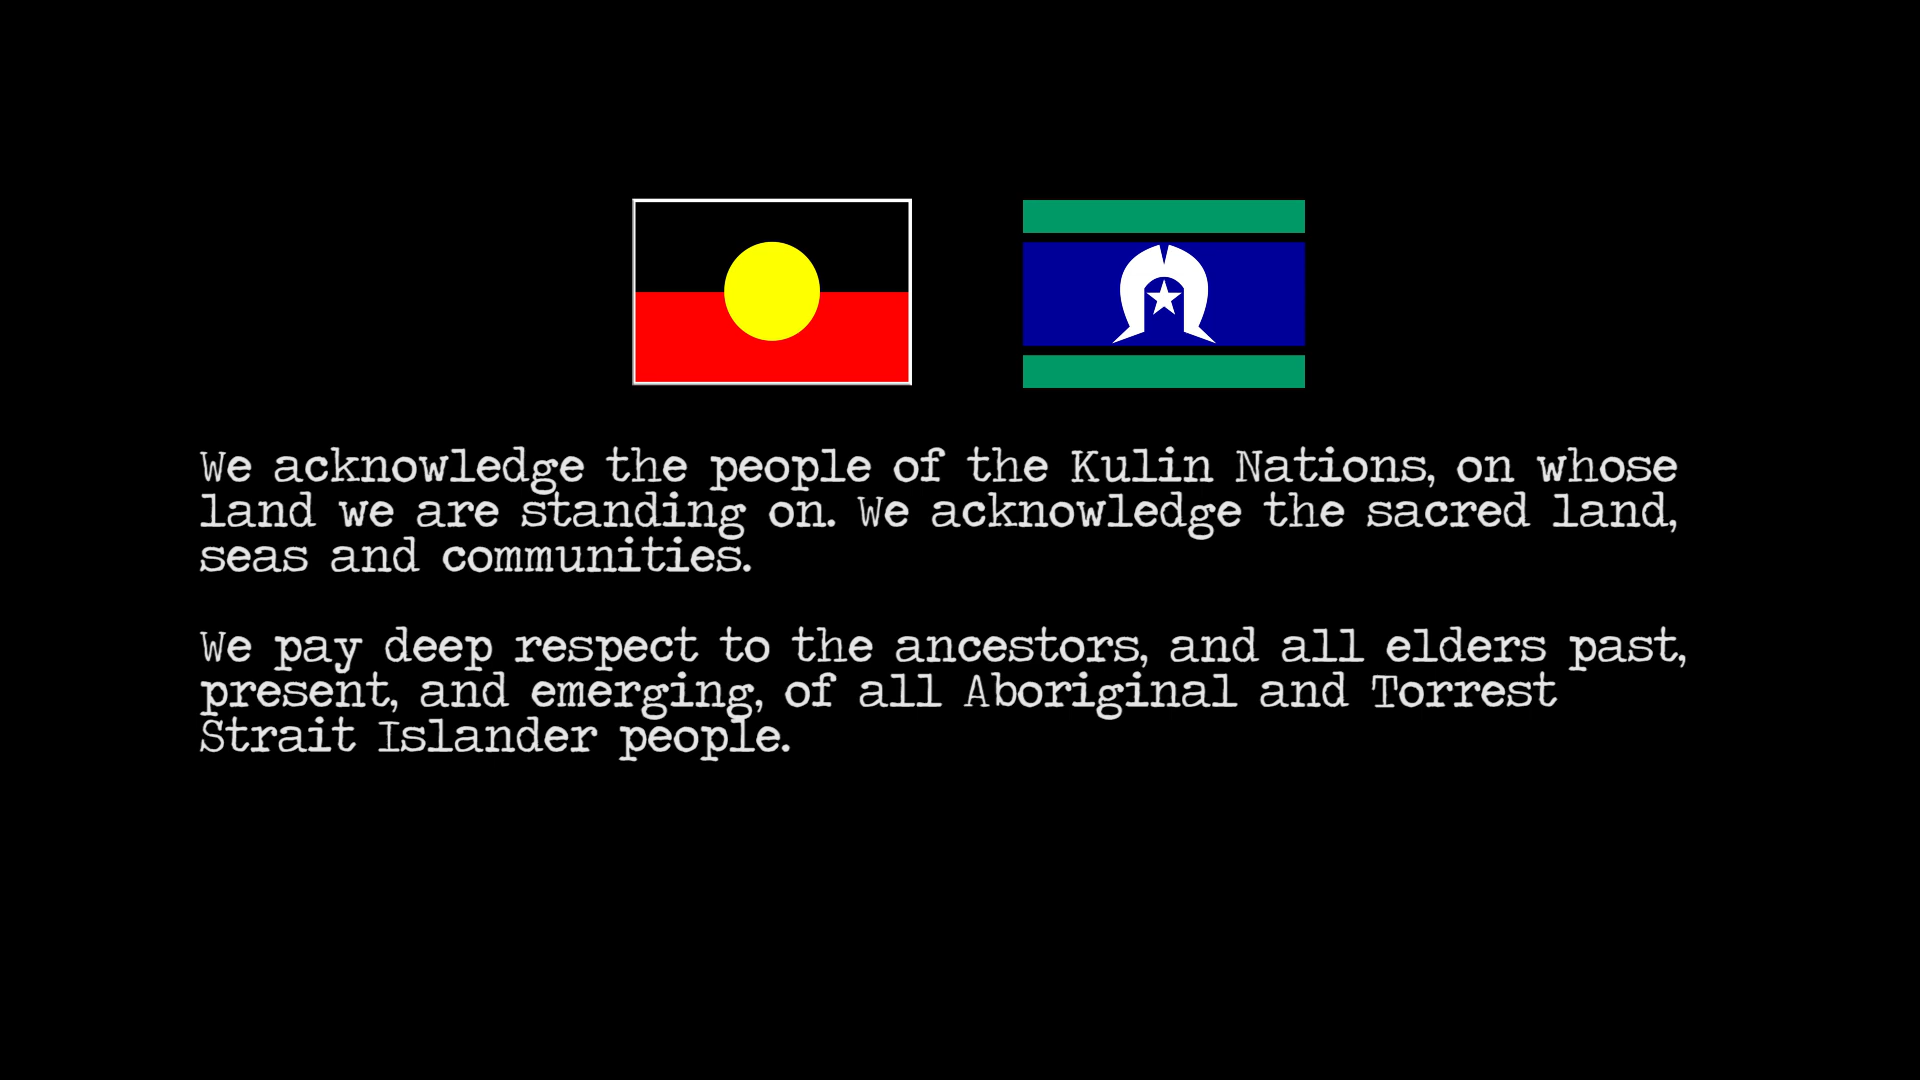 We acknowledge the people of the Kulin Nations, on whose
land we are standing on. We acknowledge the sacred land,
seas and communities.
We pay deep respect to the ancestors, and all elders past,
present, and emerging, of all Aboriginal and Torrest
Strait Islander people.